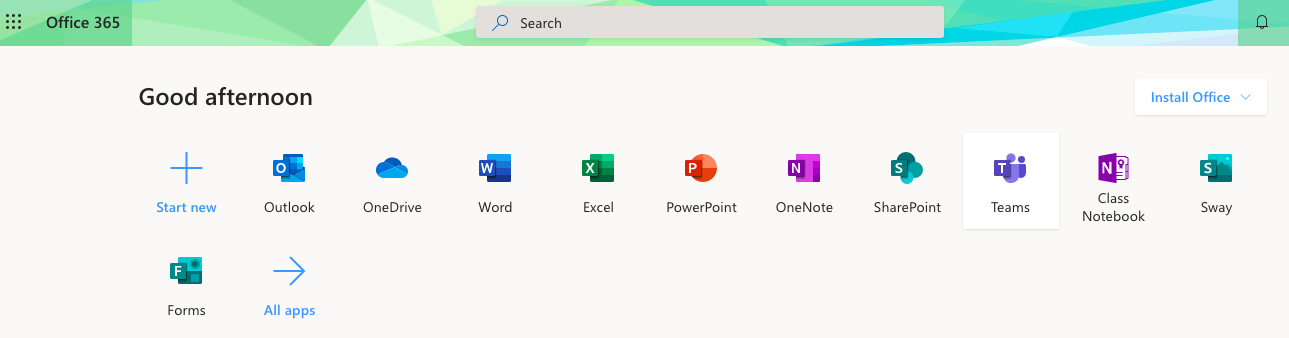 Office 365
Search
Good afternoon
Install Office
Start new
Outlook
OneDrive
Word
Excel
PowerPoint
OneNote
SharePoint
Teams
Class
Notebook
Sway
Forms
All apps